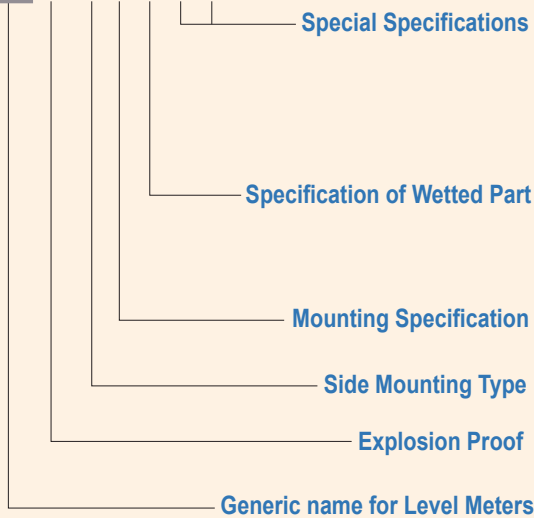 Special Specifications
Specification of Wetted Part
Mounting Specification
Side Mounting Type
Explosion Proof
Generic name for Level Meters